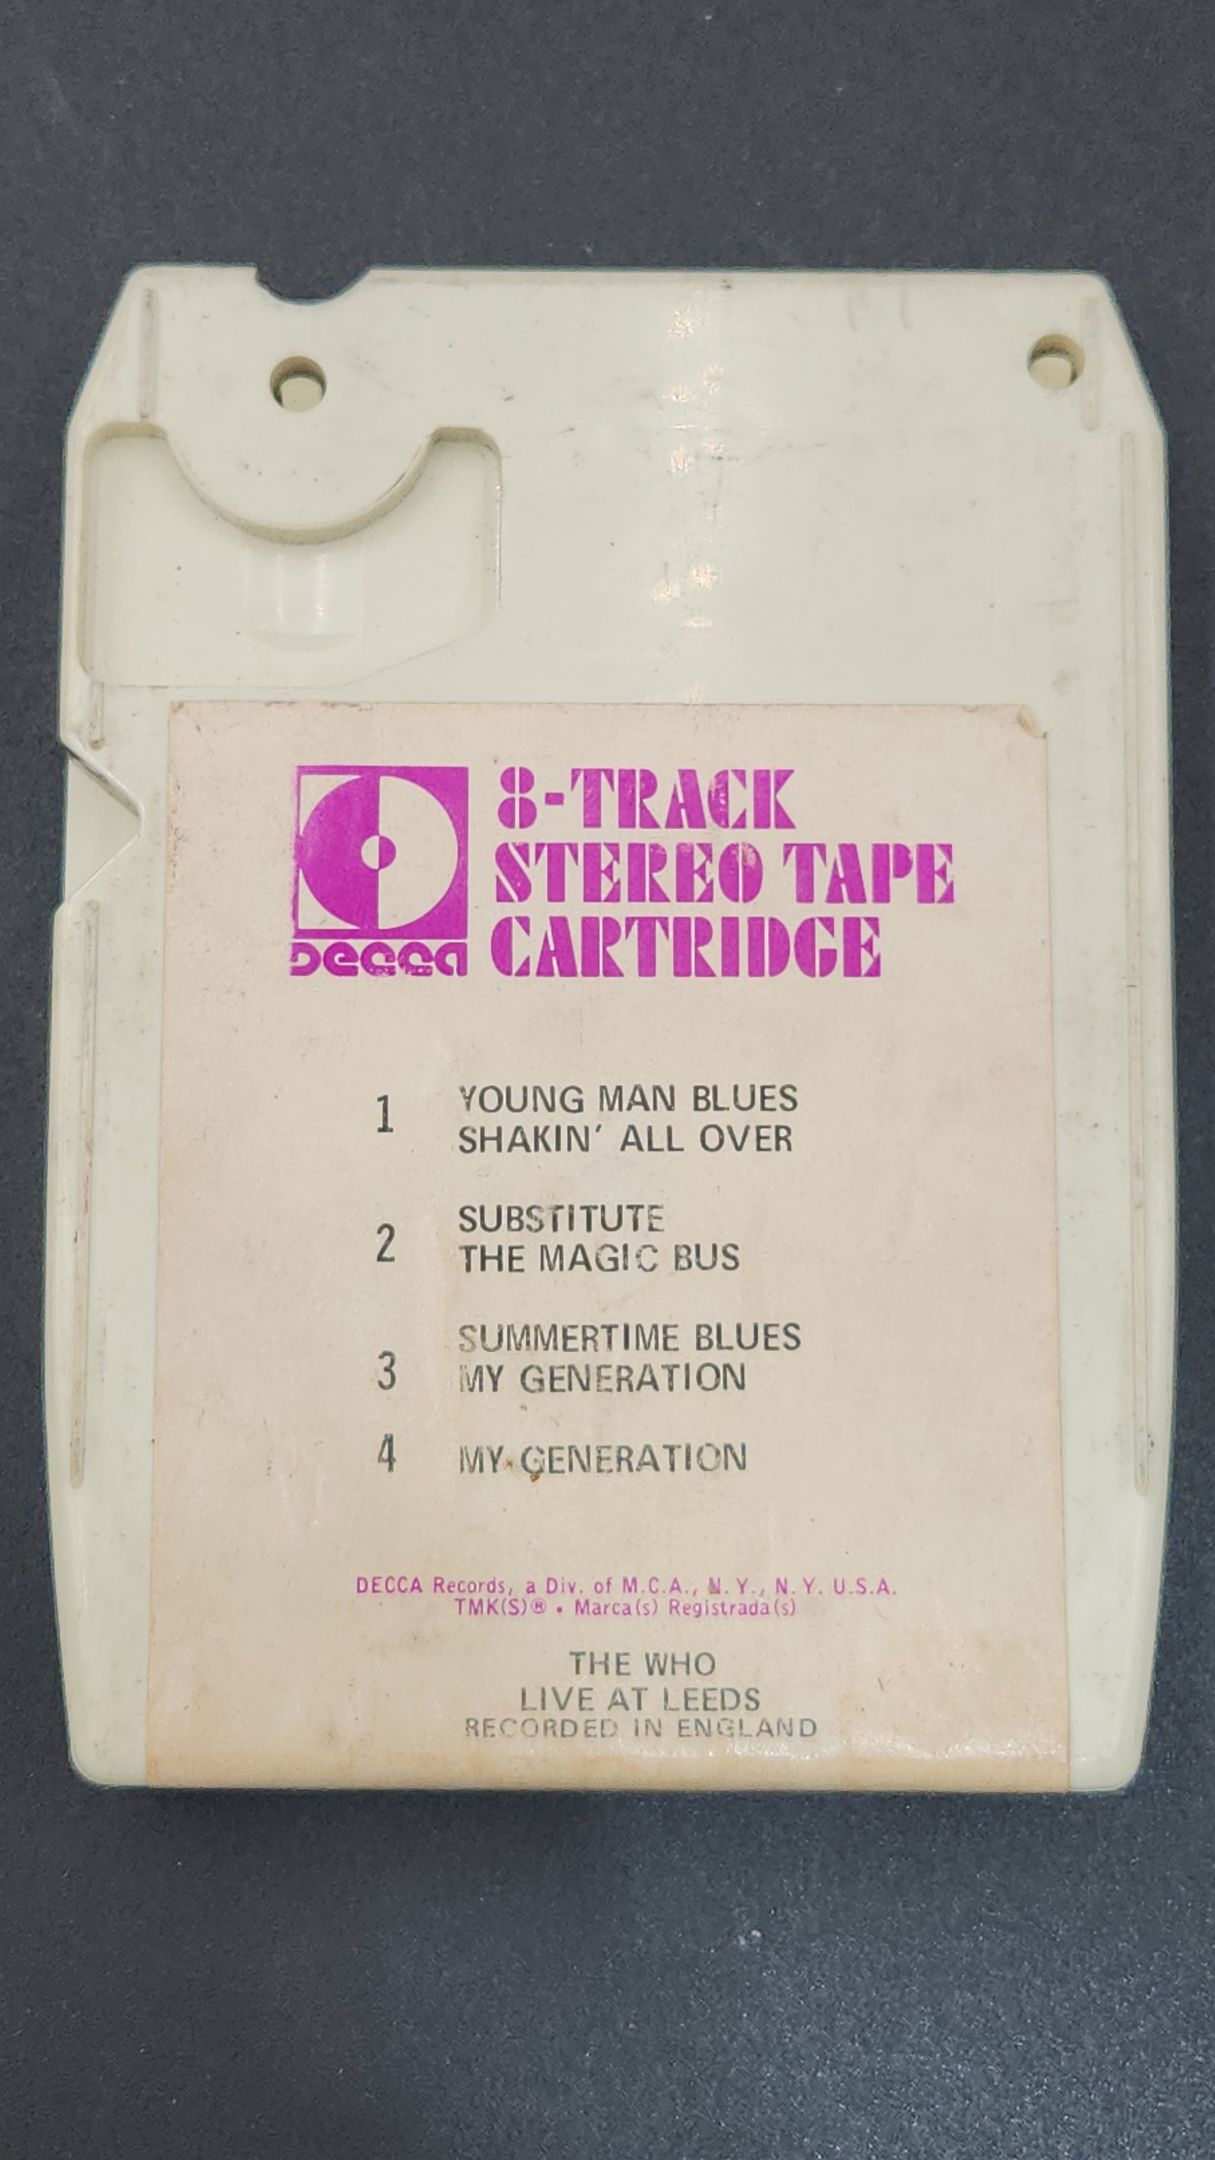 8-TRACK
STEREO TAPE
CARTRIDGE
DECCA
1 YOUNG MAN BLUES
SHAKIN' ALL OVER
2 SUBSTITUTE
THE MAGIC BUS
3 SUMMERTIME BLUES
MY GENERATION
4 MY GENERATION
DECCA Records, a Div. of M.C.A., N.Y., N.Y. U.S.A.
TMK(S)® • Marca(s) Registrada(s)
THE WHO
LIVE AT LEEDS
RECORDED IN ENGLAND